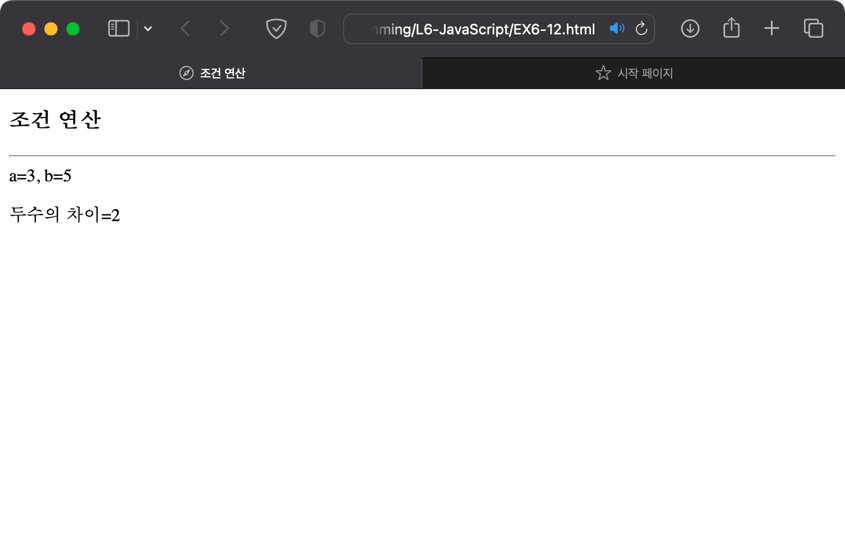 ming/L6-JavaScript/EX6-12.html
조건 연산
시작 페이지
조건 연산
a=3, b=5
두수의 차이=2